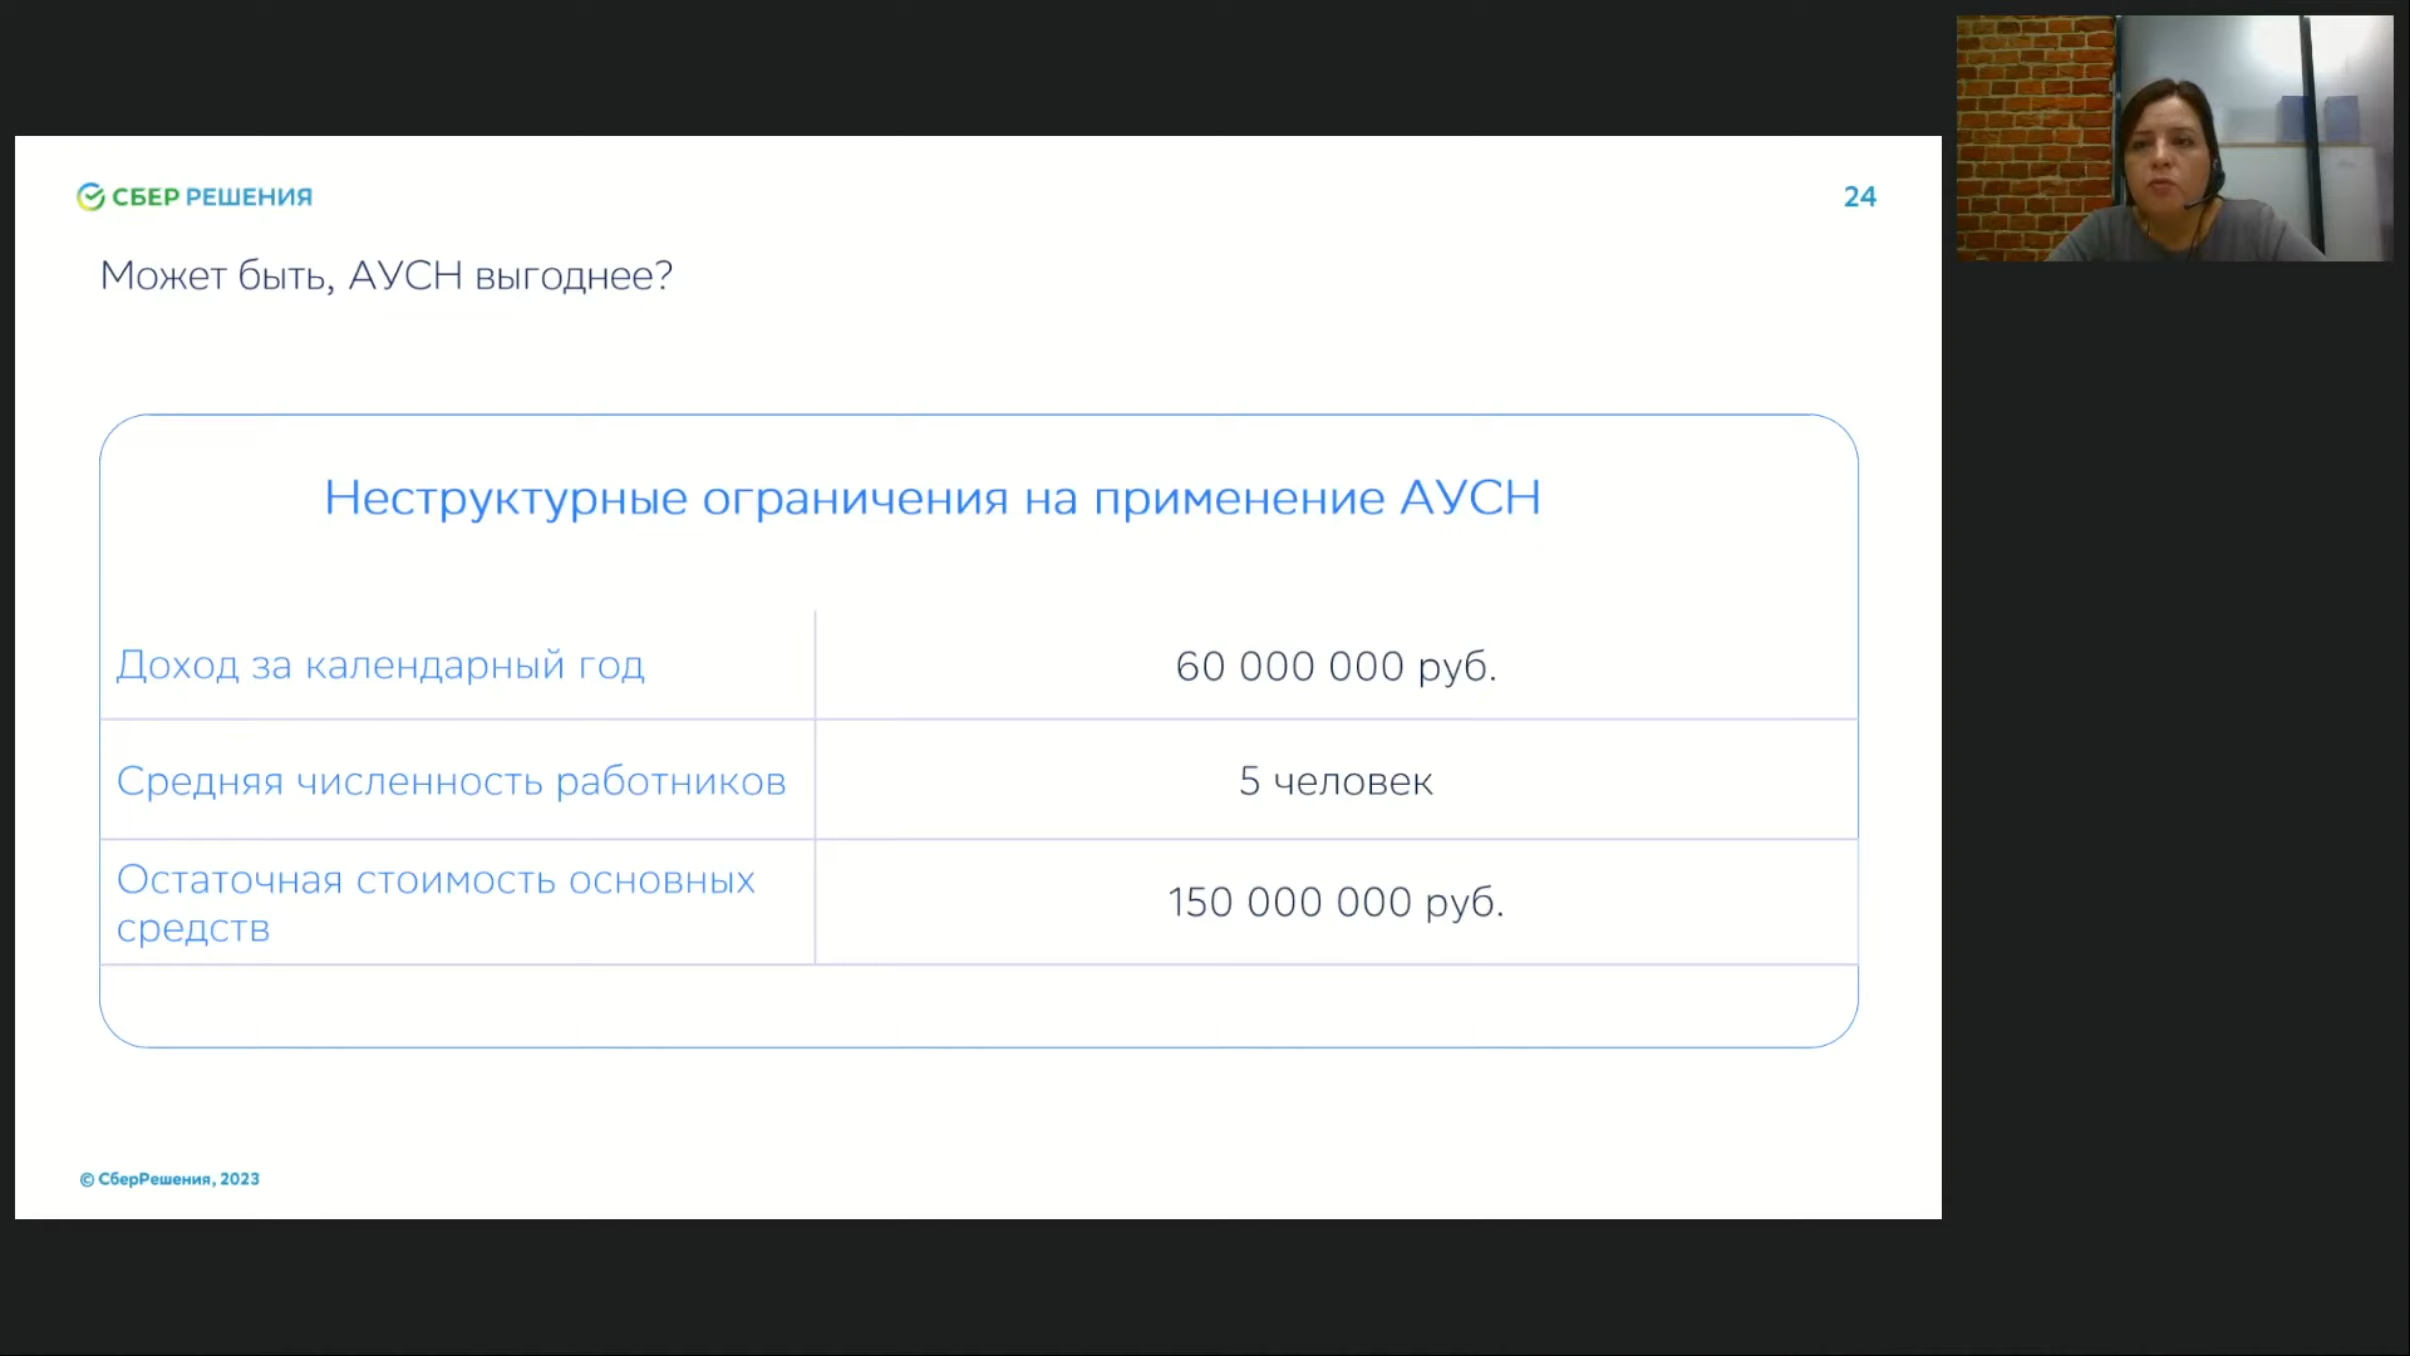 СБЕР РЕШЕНИЯ
24
Может быть, АУСН выгоднее?
Неструктурные ограничения на применение АУСН
Доход за календарный год
60 000 000 руб.
Средняя численность работников
5 человек
Остаточная стоимость основных
средств
150 000 000 руб.
© СберРешения, 2023